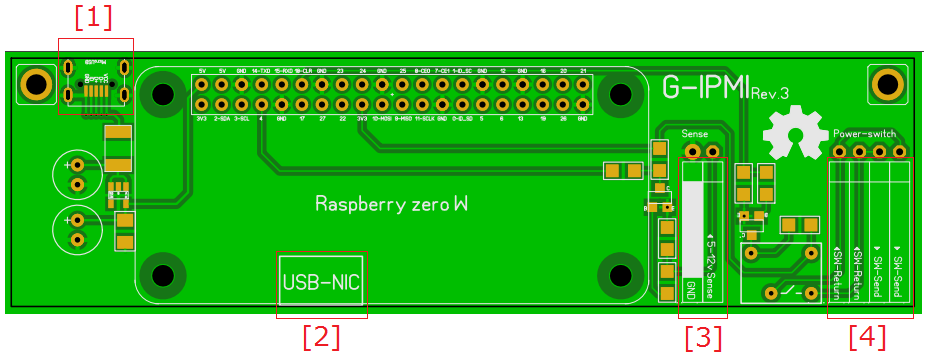 [1]
MicroUSB
5V 5V GND 14-TXD 15-RXD 18-CLK GND 23 24 GND 25 8-CE0 7-CE1 1-ID_SC GND 12 GND 16 20 21
3V3 2-SDA 3-SCL 4 GND 17 27 22 3V3 10-MOS 9-MISO 11-SCLK GND 0-ID_SD 5 6 13 19 26 GND
G-IPMI Rev.3
Sense
Power-switch
Raspberry zero W
USB-NIC
GND
5-12v Sense
SW-Return
SW-Return
SW-Send
SW-Send
[2]
[3]
[4]